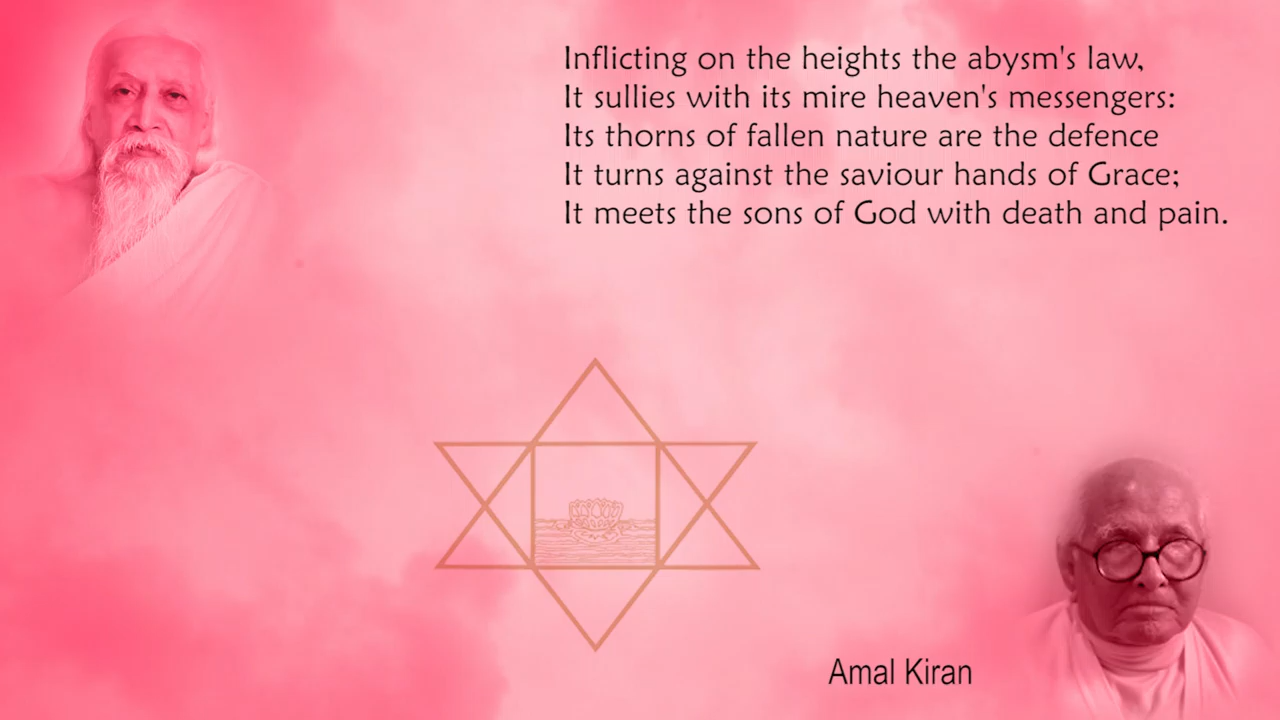 Inflicting on the heights the abysm's law,
It sullies with its mire heaven's messengers:
Its thorns of fallen nature are the defence
It turns against the saviour hands of Grace;
It meets the sons of God with death and pain.
Amal Kiran